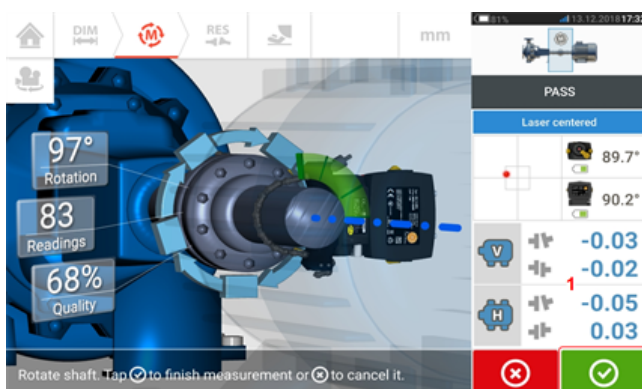 DIM
M
RES
mm
81%
13.12.2018 17:32
PASS
Laser centered
97°
Rotation
83
Readings
68%
Quality
89.7°
90.2°
V
-0.03
-0.02
1
H
-0.05
0.03
Rotate shaft. Tap to finish measurement or to cancel it.